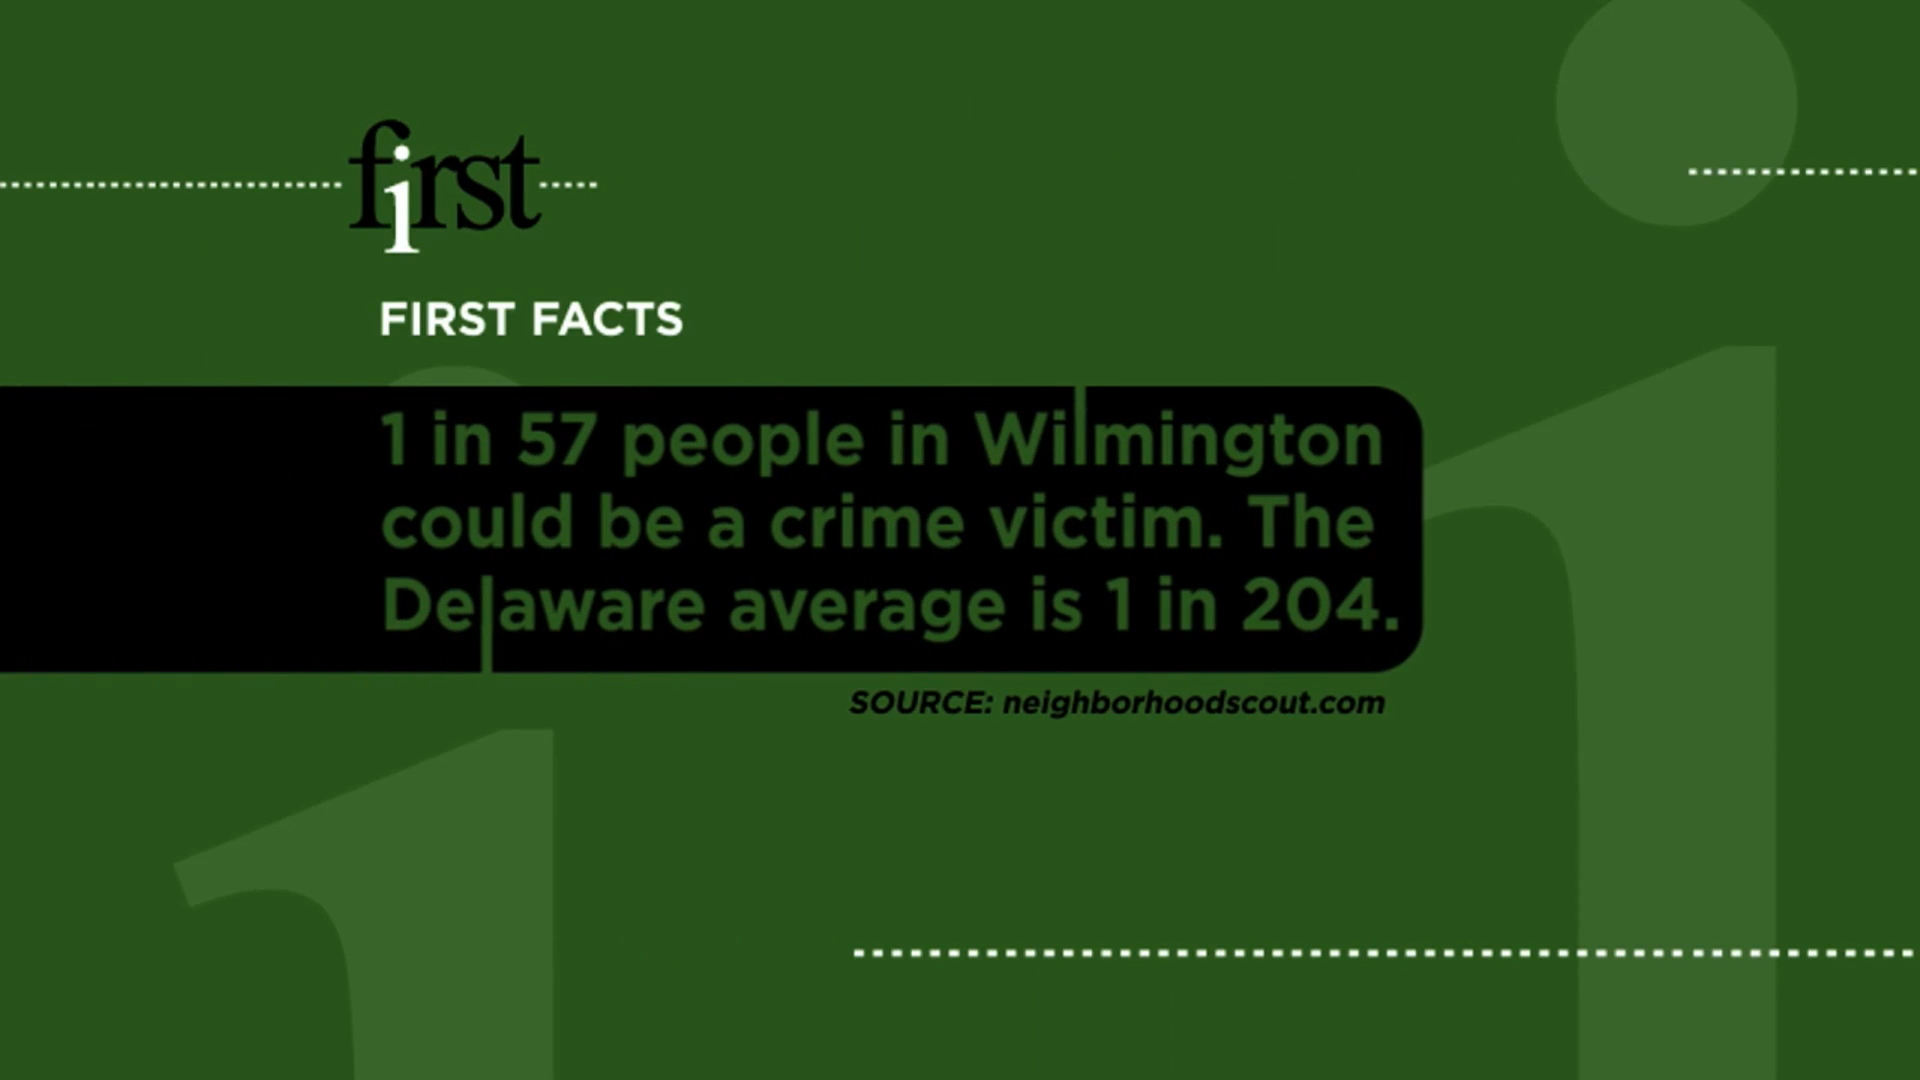 first
FIRST FACTS
1 in 57 people in Wilmington
could be a crime victim. The
Delaware average is 1 in 204.
SOURCE: neighborhoodscout.com